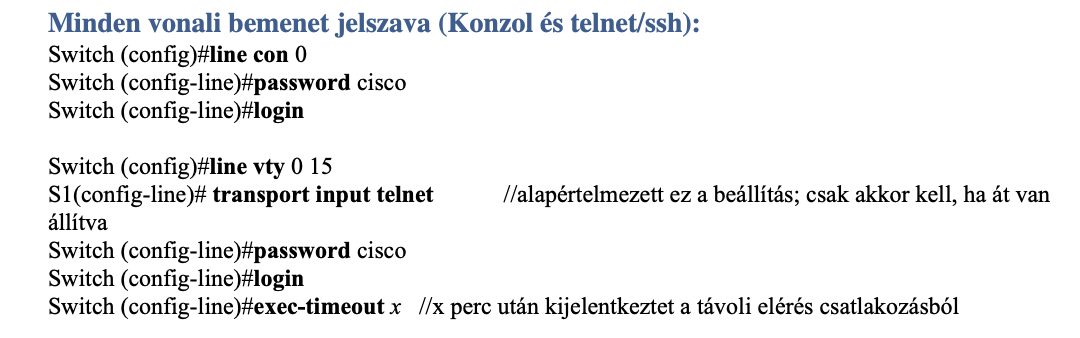 Minden vonali bemenet jelszava (Konzol és telnet/ssh):
Switch (config)#line con 0
Switch (config-line)#password cisco
Switch (config-line)#login
Switch (config)#line vty 0 15
S1(config-line)# transport input telnet //alapértelmezett ez a beállítás; csak akkor kell, ha át van
állítva
Switch (config-line)#password cisco
Switch (config-line)#login
Switch (config-line)#exec-timeout x //x perc után kijelentkeztet a távoli elérés csatlakozásból